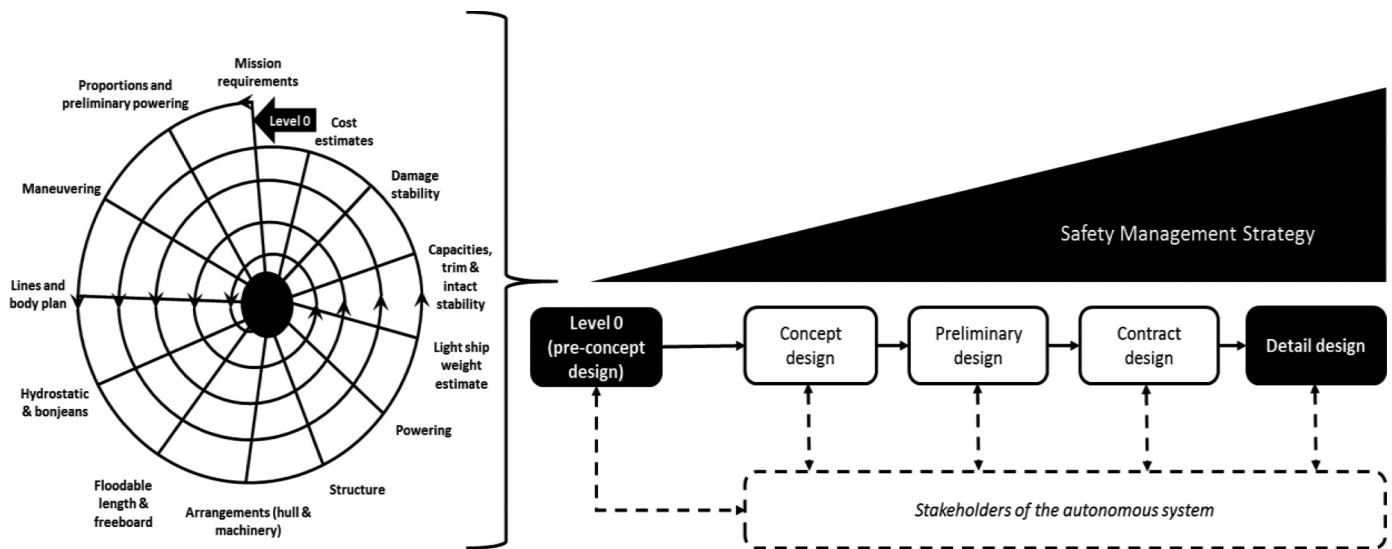 Mission
requirements
Proportions and
preliminary powering
Level 0
Cost
estimates
Maneuvering
Damage
stability
Capacities,
trim &
intact
stability
Lines and
body plan
Light ship
weight
estimate
Hydrostatic
& bonjeans
Powering
Floodable
length &
freeboard
Structure
Arrangements (hull &
machinery)
Safety Management Strategy
Level 0
(pre-concept
design)
Concept
design
Preliminary
design
Contract
design
Detail design
Stakeholders of the autonomous system